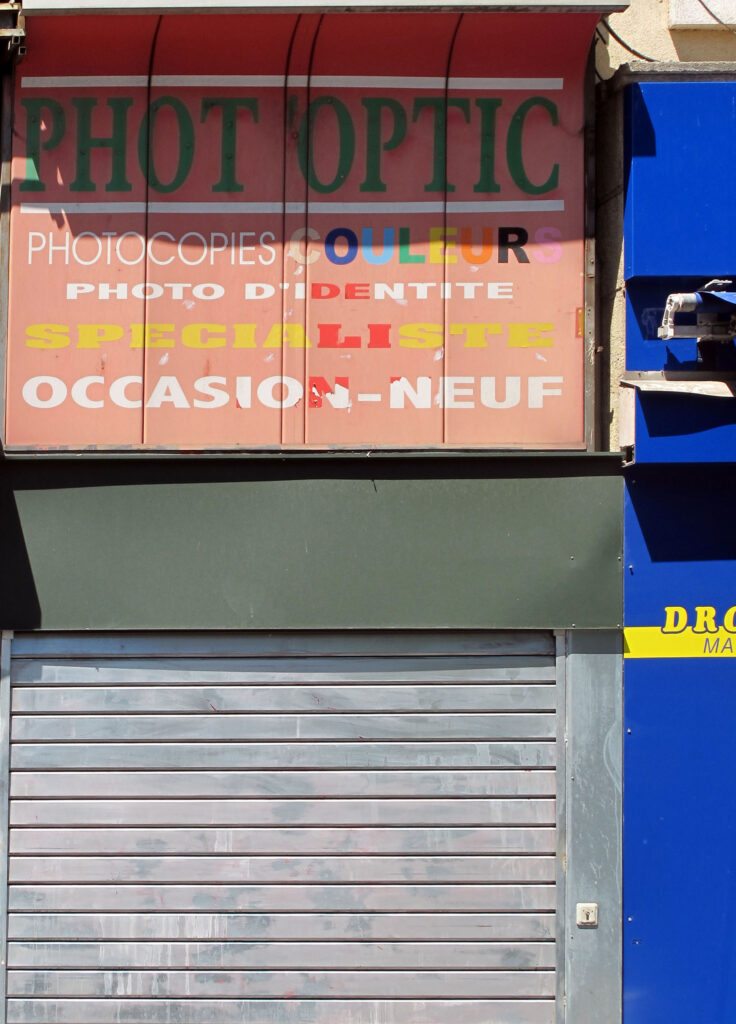 PHOT'OPTIC
PHOTOCOPIES COULEURS
PHOTO D'IDENTITE
SPECIALISTE
OCCASION-NEUF